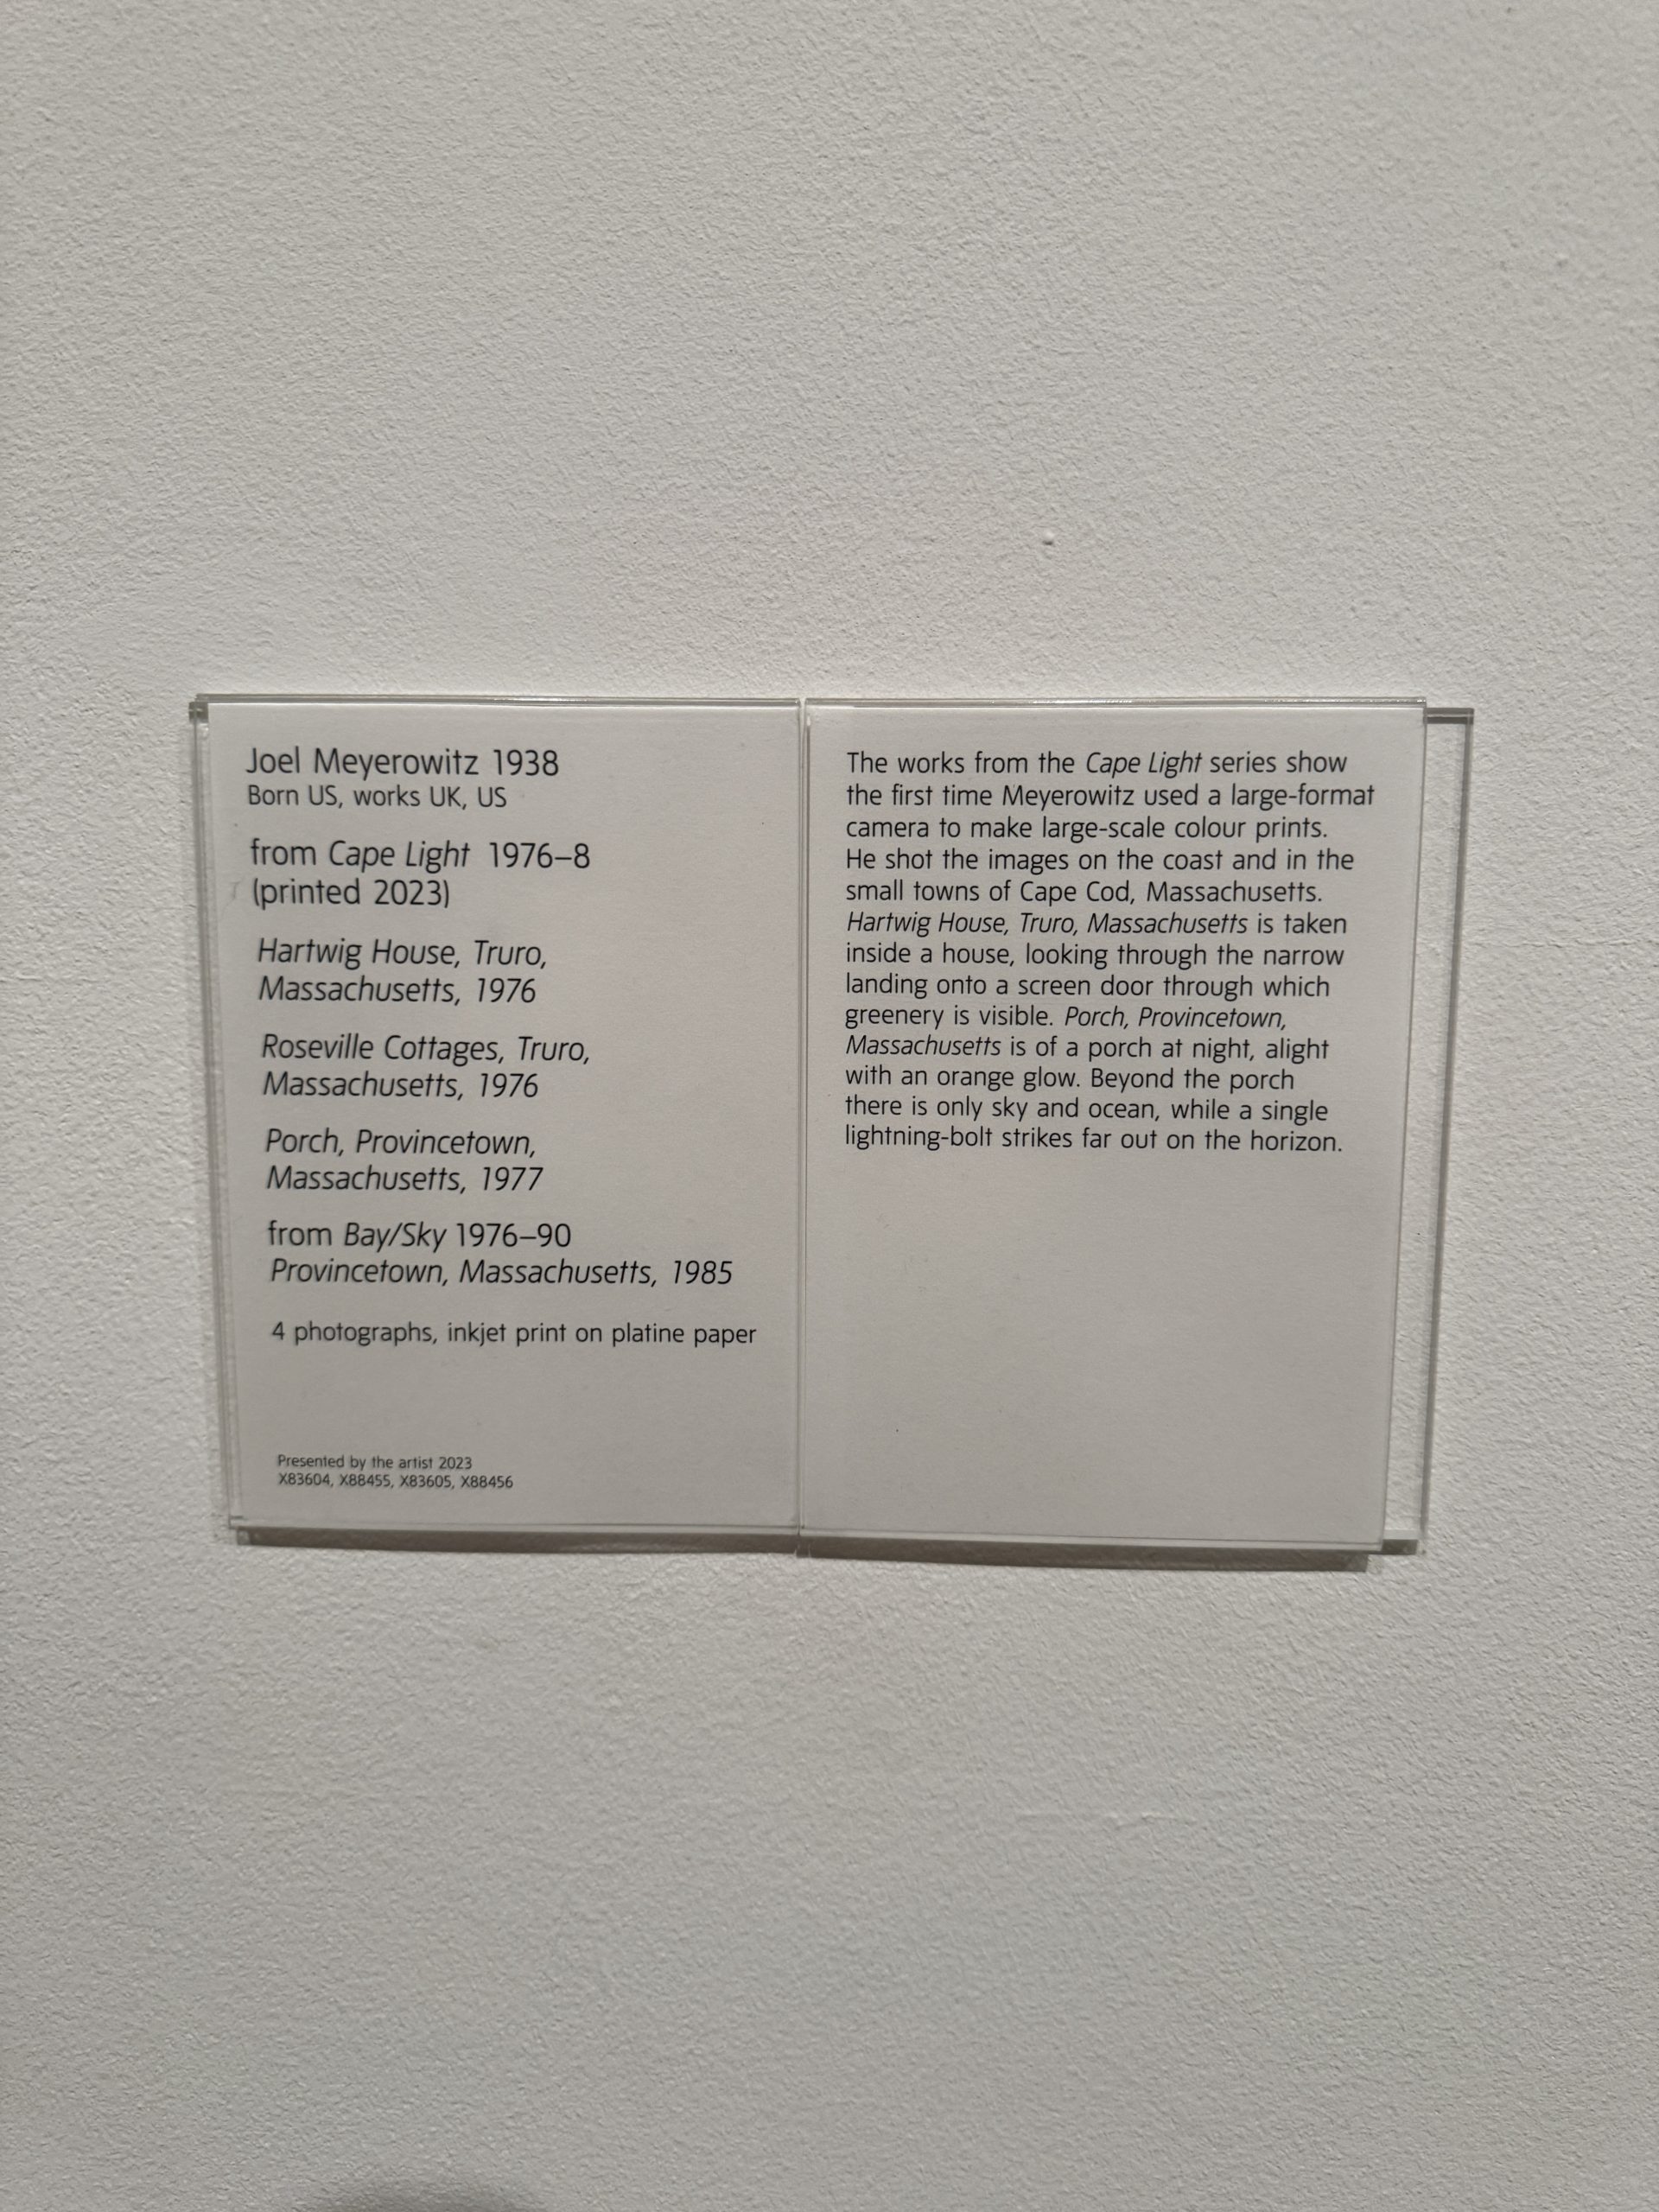 Joel Meyerowitz 1938
Born US, works UK, US
from Cape Light 1976–8
(printed 2023)
Hartwig House, Truro,
Massachusetts, 1976
Roseville Cottages, Truro,
Massachusetts, 1976
Porch, Provincetown,
Massachusetts, 1977
from Bay/Sky 1976–90
Provincetown, Massachusetts, 1985
4 photographs, inkjet print on platine paper
Presented by the artist 2023
X83604, X88455, X83605, X88456
The works from the Cape Light series show
the first time Meyerowitz used a large-format
camera to make large-scale colour prints.
He shot the images on the coast and in the
small towns of Cape Cod, Massachusetts.
Hartwig House, Truro, Massachusetts is taken
inside a house, looking through the narrow
landing onto a screen door through which
greenery is visible. Porch, Provincetown,
Massachusetts is of a porch at night, alight
with an orange glow. Beyond the porch
there is only sky and ocean, while a single
lightning-bolt strikes far out on the horizon.